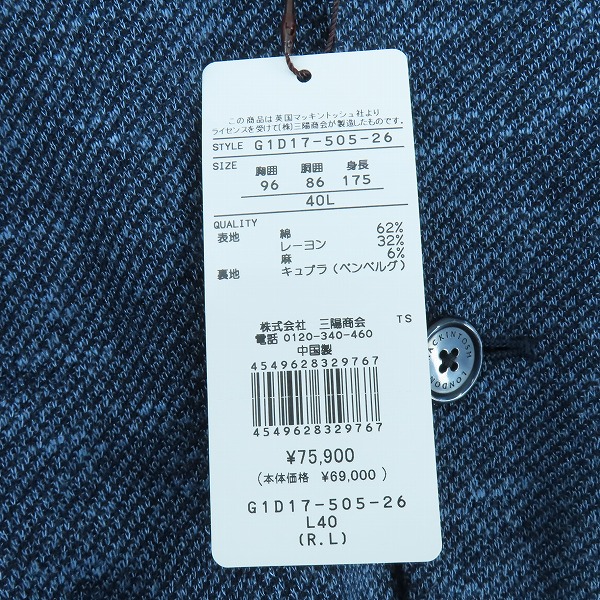 この商品は英国マッキントッシュ社より
ライセンスを受けて(株)三陽商会が製造したものです。
STYLE G1D17-505-26
SIZE 胸囲 胴囲 身長
96 86 175
40L
QUALITY
表地 綿 62%
レーヨン 32%
麻 6%
裏地 キュプラ(ベンベルグ)
株式会社 三陽商会 TS
電話 0120-340-460
中国製
4549628329767
4549628329767
¥75,900
(本体価格 ¥69,000)
G1D17-505-26
L40
(R.L)
MACKINTOSH
LONDON